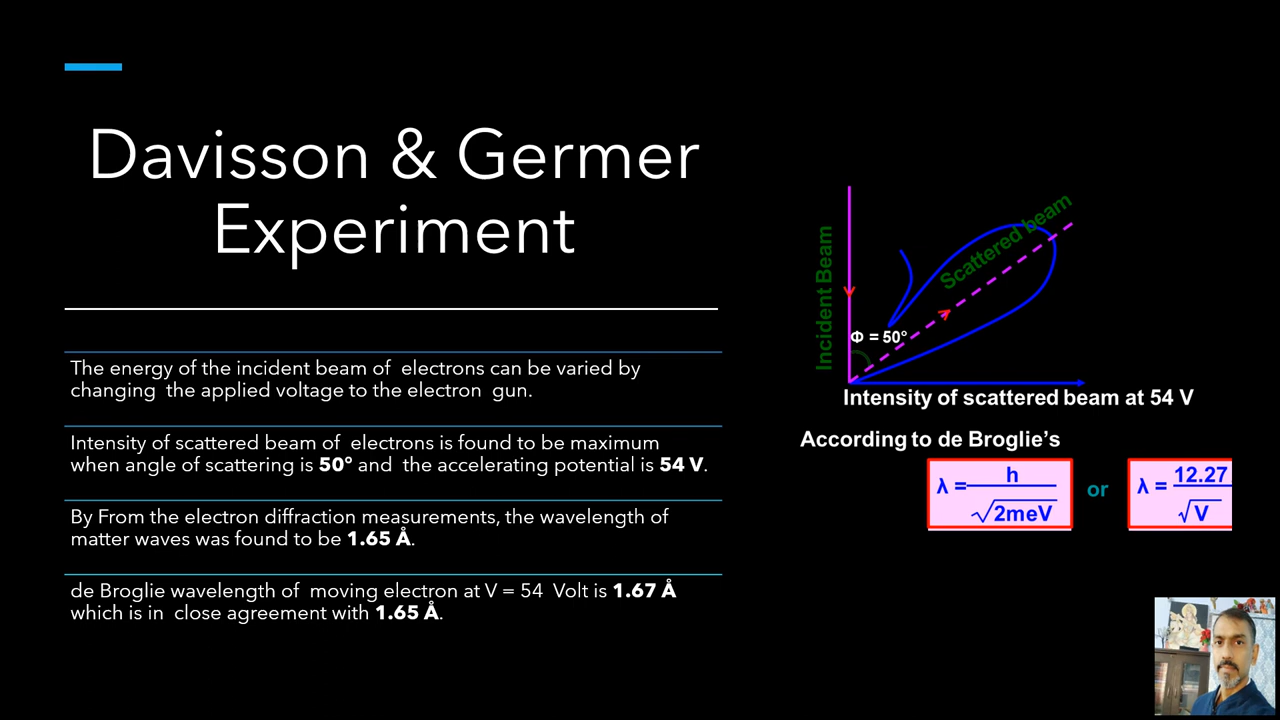 Davisson & Germer
Experiment
The energy of the incident beam of electrons can be varied by
changing the applied voltage to the electron gun.
Intensity of scattered beam of electrons is found to be maximum
when angle of scattering is 50° and the accelerating potential is 54 V.
By From the electron diffraction measurements, the wavelength of
matter waves was found to be 1.65 Å.
de Broglie wavelength of moving electron at V = 54 Volt is 1.67 Å
which is in close agreement with 1.65 Å.
Incident Beam
Scattered beam
Φ = 50°
Intensity of scattered beam at 54 V
According to de Broglie's
λ = h / √2meV or λ = 12.27 / √V